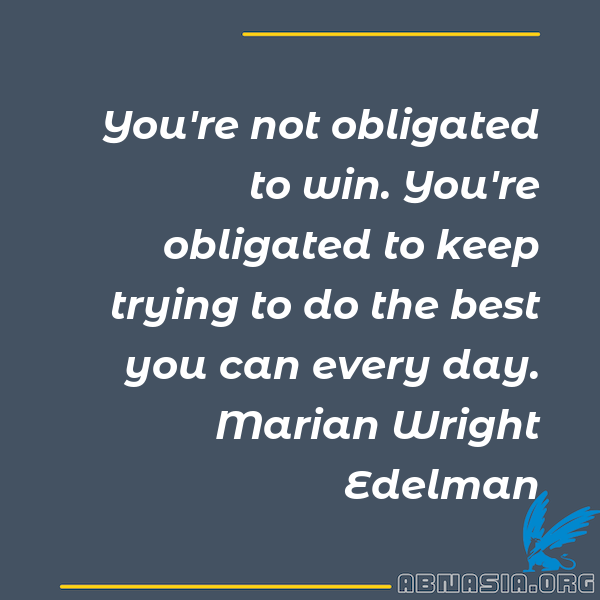 You're not obligated
to win. You're
obligated to keep
trying to do the best
you can every day.
Marian Wright
Edelman
ABNASIA.ORG